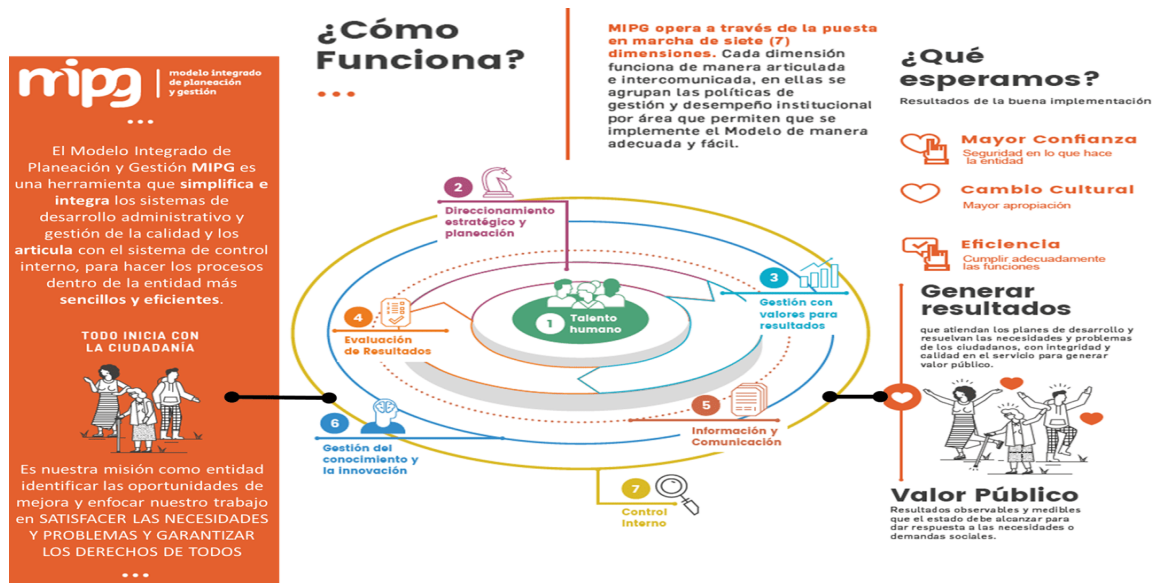 mipg
modelo integrado
de planeación
y gestión
El Modelo Integrado de
Planeación y Gestión MIPG es
una herramienta que simplifica e
integra los sistemas de
desarrollo administrativo y
gestión de la calidad y los
articula con el sistema de control
interno, para hacer los procesos
dentro de la entidad más
sencillos y eficientes.
TODO INICIA CON
LA CIUDADANÍA
Es nuestra misión como entidad
identificar las oportunidades de
mejora y enfocar nuestro trabajo
en SATISFACER LAS NECESIDADES
Y PROBLEMAS Y GARANTIZAR
LOS DERECHOS DE TODOS
¿Cómo
Funciona?
MIPG opera a través de la puesta
en marcha de siete (7)
dimensiones. Cada dimensión
funciona de manera articulada
e intercomunicada, en ellas se
agrupan las políticas de
gestión y desempeño institucional
por área que permiten que se
implemente el Modelo de manera
adecuada y fácil.
2
Direccionamiento
estratégico y
planeación
3
Gestión con
valores para
resultados
1
Talento
humano
4
Evaluación
de Resultados
5
Información y
Comunicación
6
Gestión del
conocimiento y
la innovación
7
Control
Interno
¿Qué
esperamos?
Resultados de la buena implementación
Mayor Confianza
Seguridad en lo que hace
la entidad
Cambio Cultural
Mayor apropiación
Eficiencia
Cumplir adecuadamente
las funciones
Generar
resultados
que atiendan los planes de desarrollo y
resuelvan las necesidades y problemas
de los ciudadanos, con integridad y
calidad en el servicio para generar
valor público.
Valor Público
Resultados observables y medibles
que el estado debe alcanzar para
dar respuesta a las necesidades o
demandas sociales.